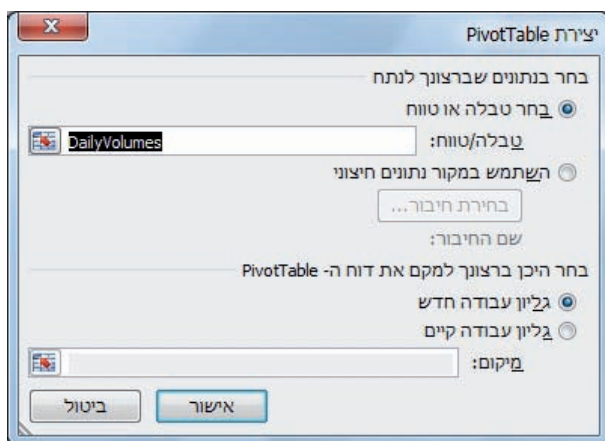 יצירת PivotTable
בחר בנתונים שברצונך לנתח
בחר טבלה או טווח
טבלה/טווח: DailyVolumes
השתמש במקור נתונים חיצוני
בחירת חיבור...
שם החיבור:
בחר היכן ברצונך למקם את דוח ה- PivotTable
גליון עבודה חדש
גליון עבודה קיים
מיקום:
אישור ביטול